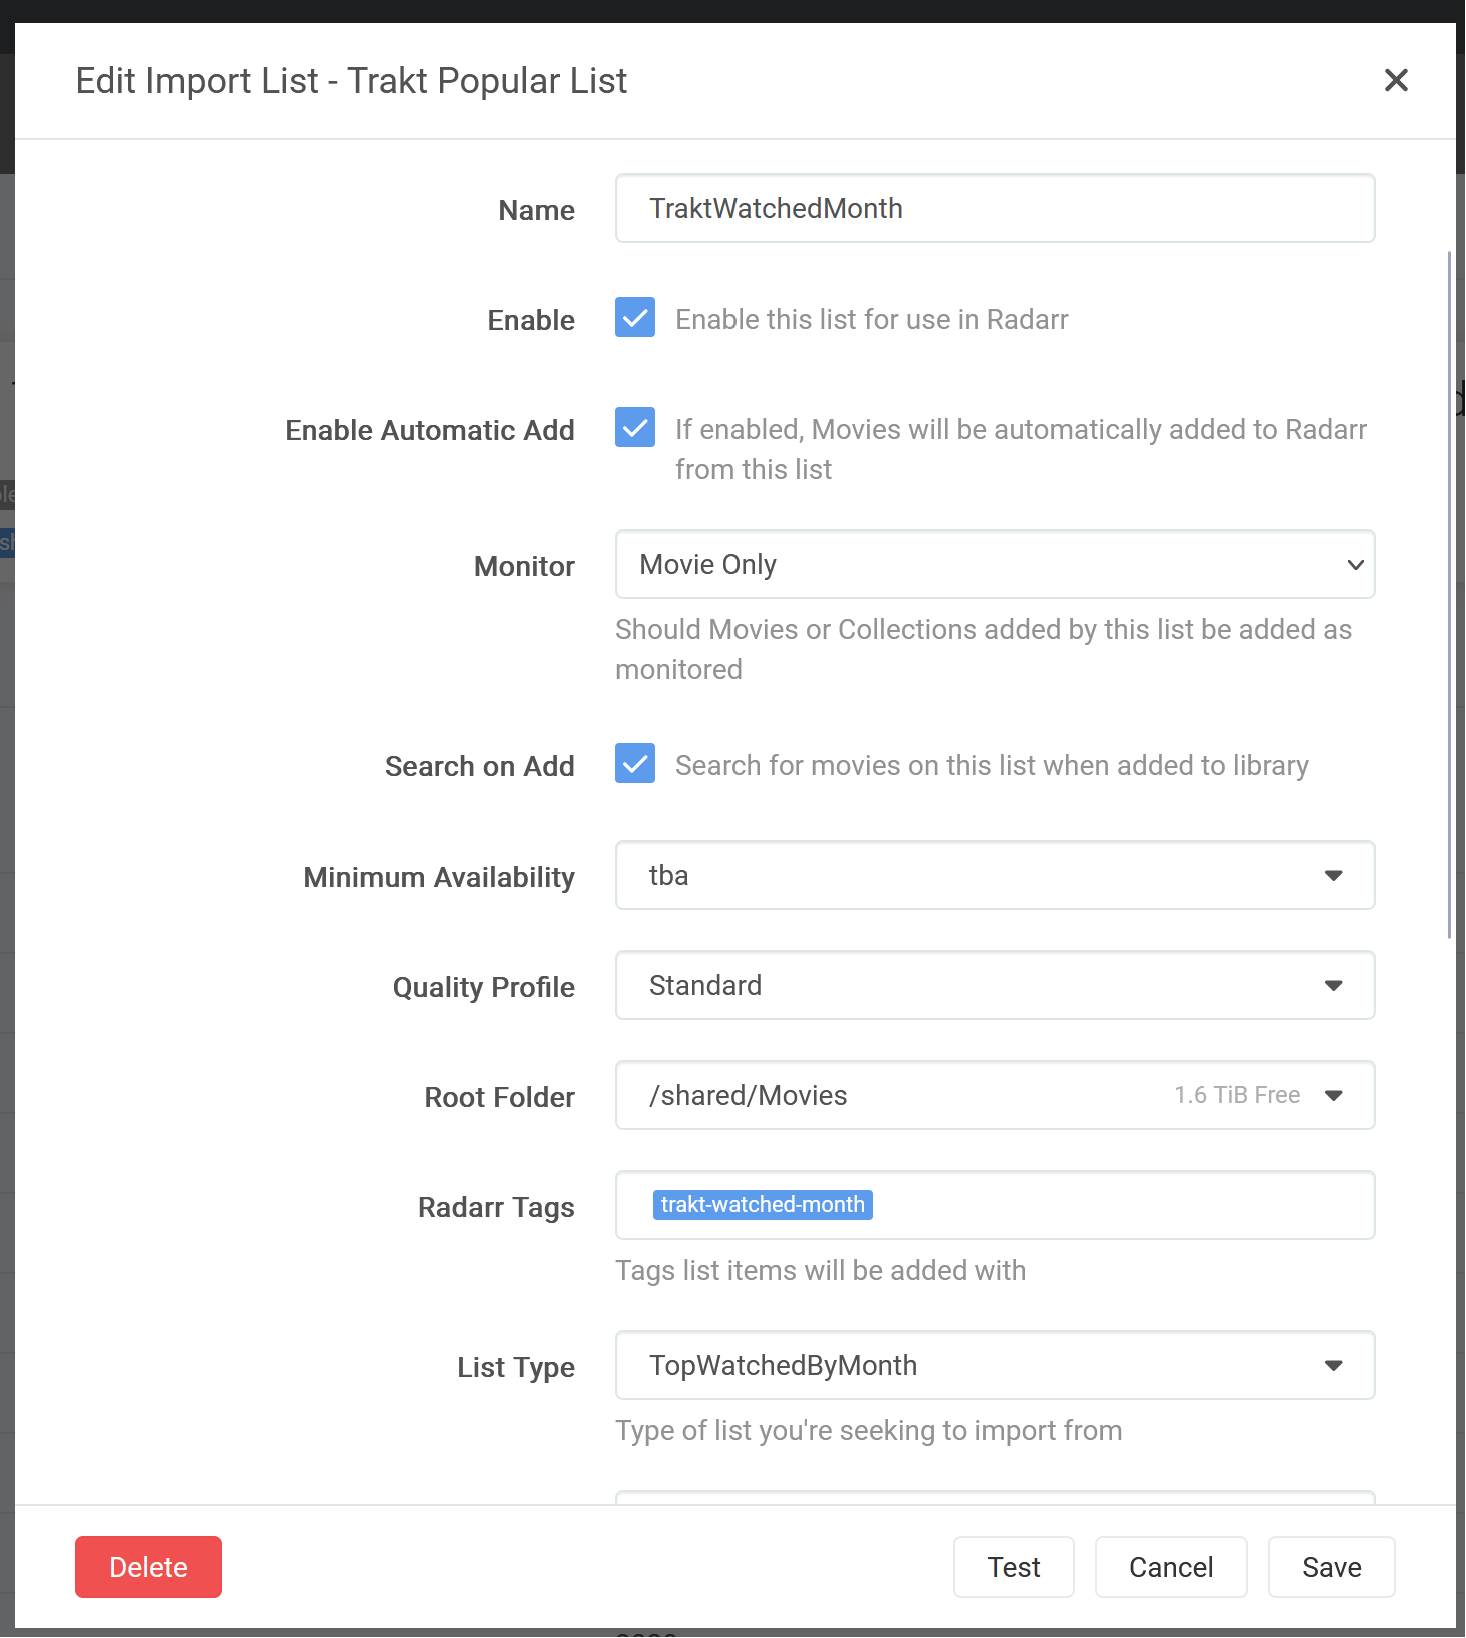 Edit Import List - Trakt Popular List
Name
TraktWatchedMonth
Enable
Enable this list for use in Radarr
Enable Automatic Add
If enabled, Movies will be automatically added to Radarr
from this list
Monitor
Movie Only
Should Movies or Collections added by this list be added as
monitored
Search on Add
Search for movies on this list when added to library
Minimum Availability
tba
Quality Profile
Standard
Root Folder
/shared/Movies
1.6 TiB Free
Radarr Tags
trakt-watched-month
Tags list items will be added with
List Type
TopWatchedByMonth
Type of list you're seeking to import from
Delete
Test
Cancel
Save